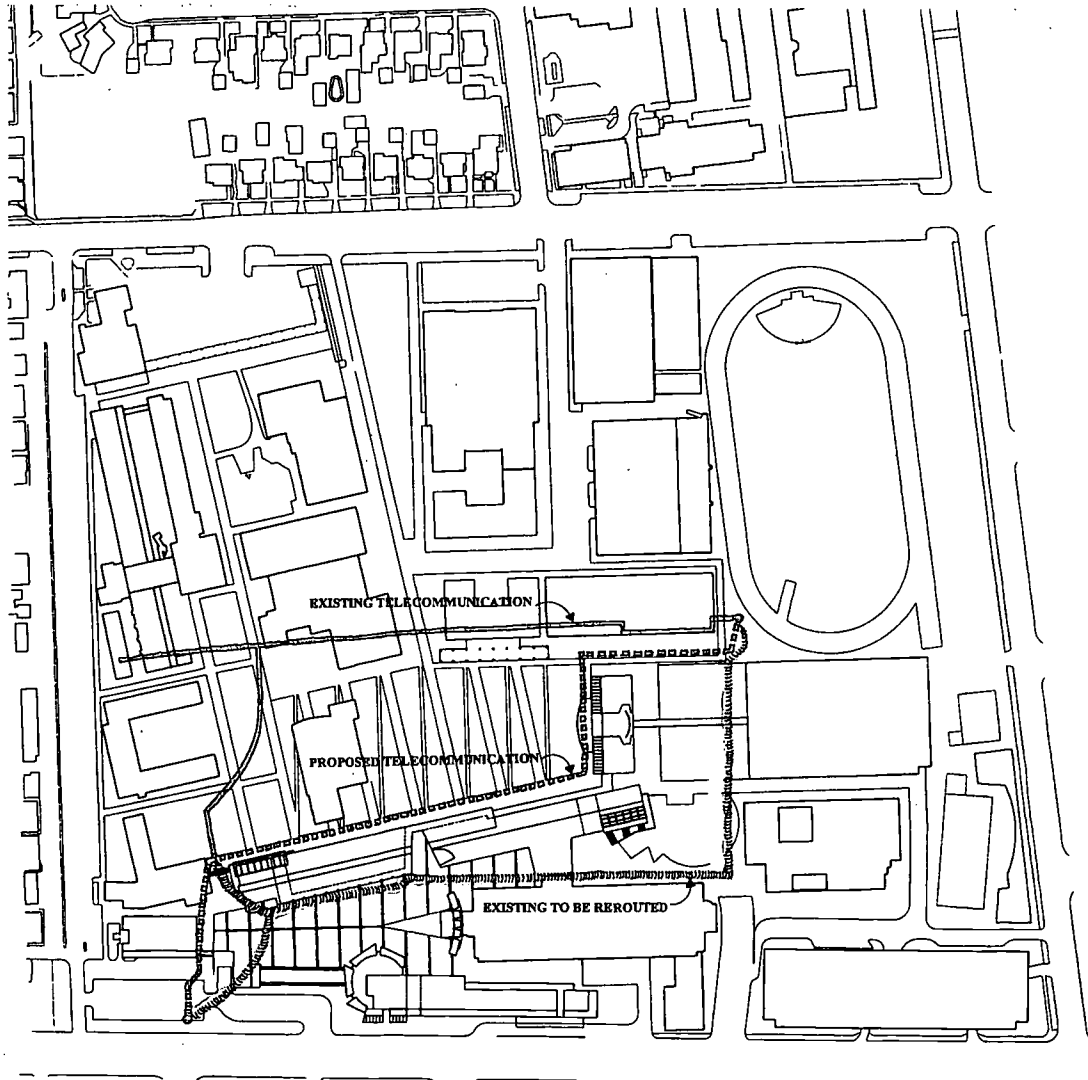 EXISTING TELECOMMUNICATION
PROPOSED TELECOMMUNICATION
EXISTING TO BE REROUTED